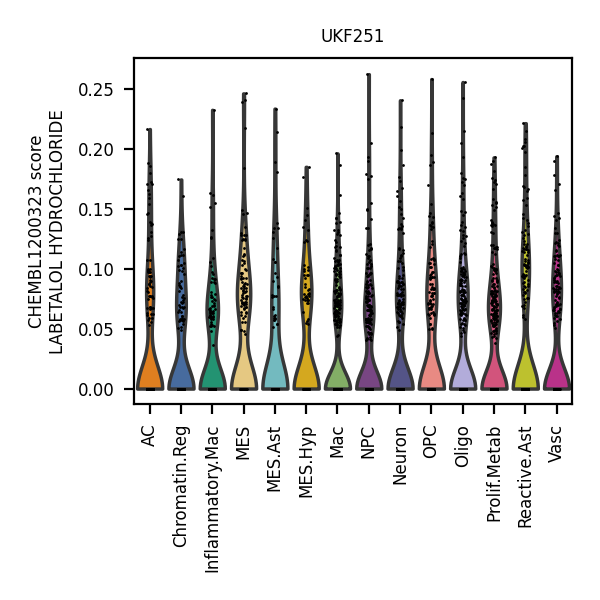 UKF251
CHEMBL1200323 score
LABETALOL HYDROCHLORIDE
0.25
0.20
0.15
0.10
0.05
0.00
AC
Chromatin.Reg
Inflammatory.Mac
MES
MES.Ast
MES.Hyp
Mac
NPC
Neuron
OPC
Oligo
Prolif.Metab
Reactive.Ast
Vasc